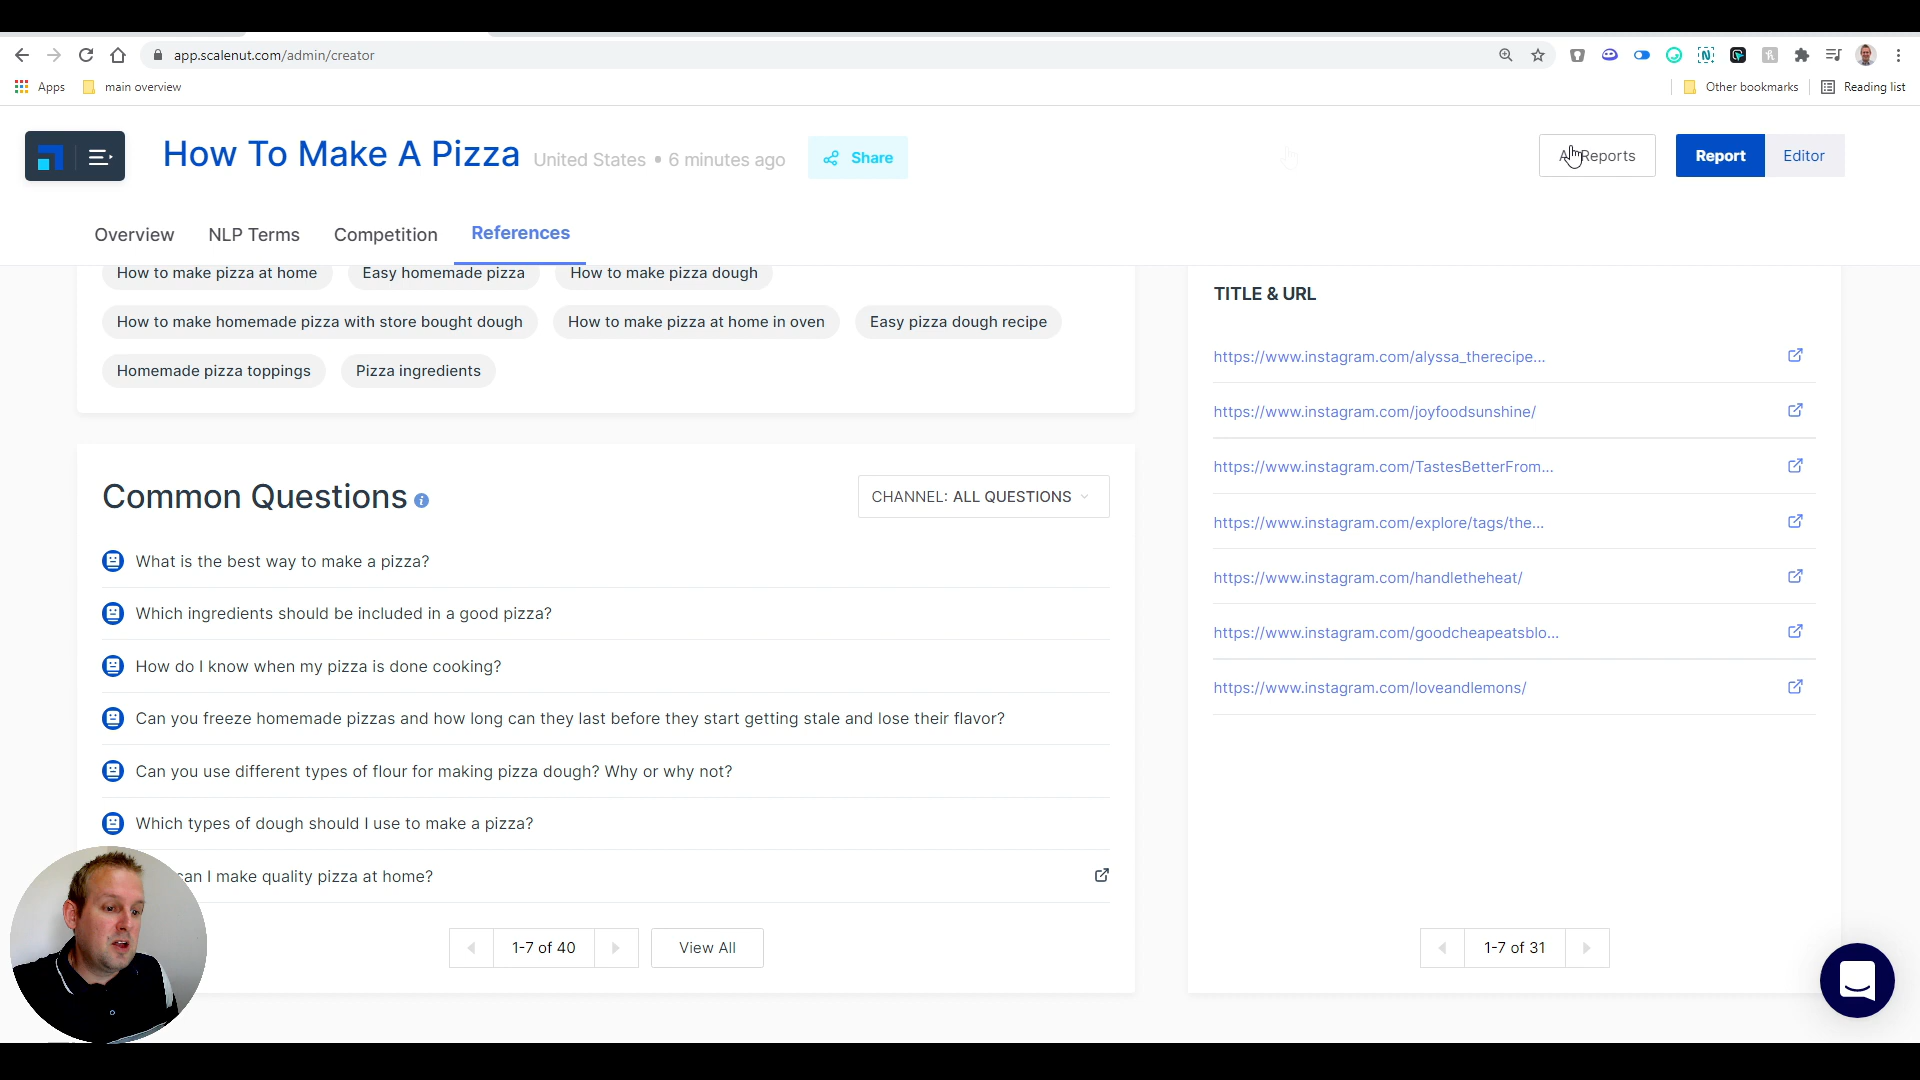 app.scalenut.com/admin/creator
Apps
main overview
Other bookmarks
Reading list
How To Make A Pizza
United States • 6 minutes ago
Share
Reports
Report
Editor
Overview
NLP Terms
Competition
References
How to make pizza at home
Easy homemade pizza
How to make pizza dough
How to make homemade pizza with store bought dough
How to make pizza at home in oven
Easy pizza dough recipe
Homemade pizza toppings
Pizza ingredients
Common Questions
CHANNEL: ALL QUESTIONS
What is the best way to make a pizza?
Which ingredients should be included in a good pizza?
How do I know when my pizza is done cooking?
Can you freeze homemade pizzas and how long can they last before they start getting stale and lose their flavor?
Can you use different types of flour for making pizza dough? Why or why not?
Which types of dough should I use to make a pizza?
can I make quality pizza at home?
1-7 of 40
View All
TITLE & URL
https://www.instagram.com/alyssa_therecipe...
https://www.instagram.com/joyfoodsunshine/
https://www.instagram.com/TastesBetterFrom...
https://www.instagram.com/explore/tags/the...
https://www.instagram.com/handletheheat/
https://www.instagram.com/goodcheapeatsblo...
https://www.instagram.com/loveandlemons/
1-7 of 31